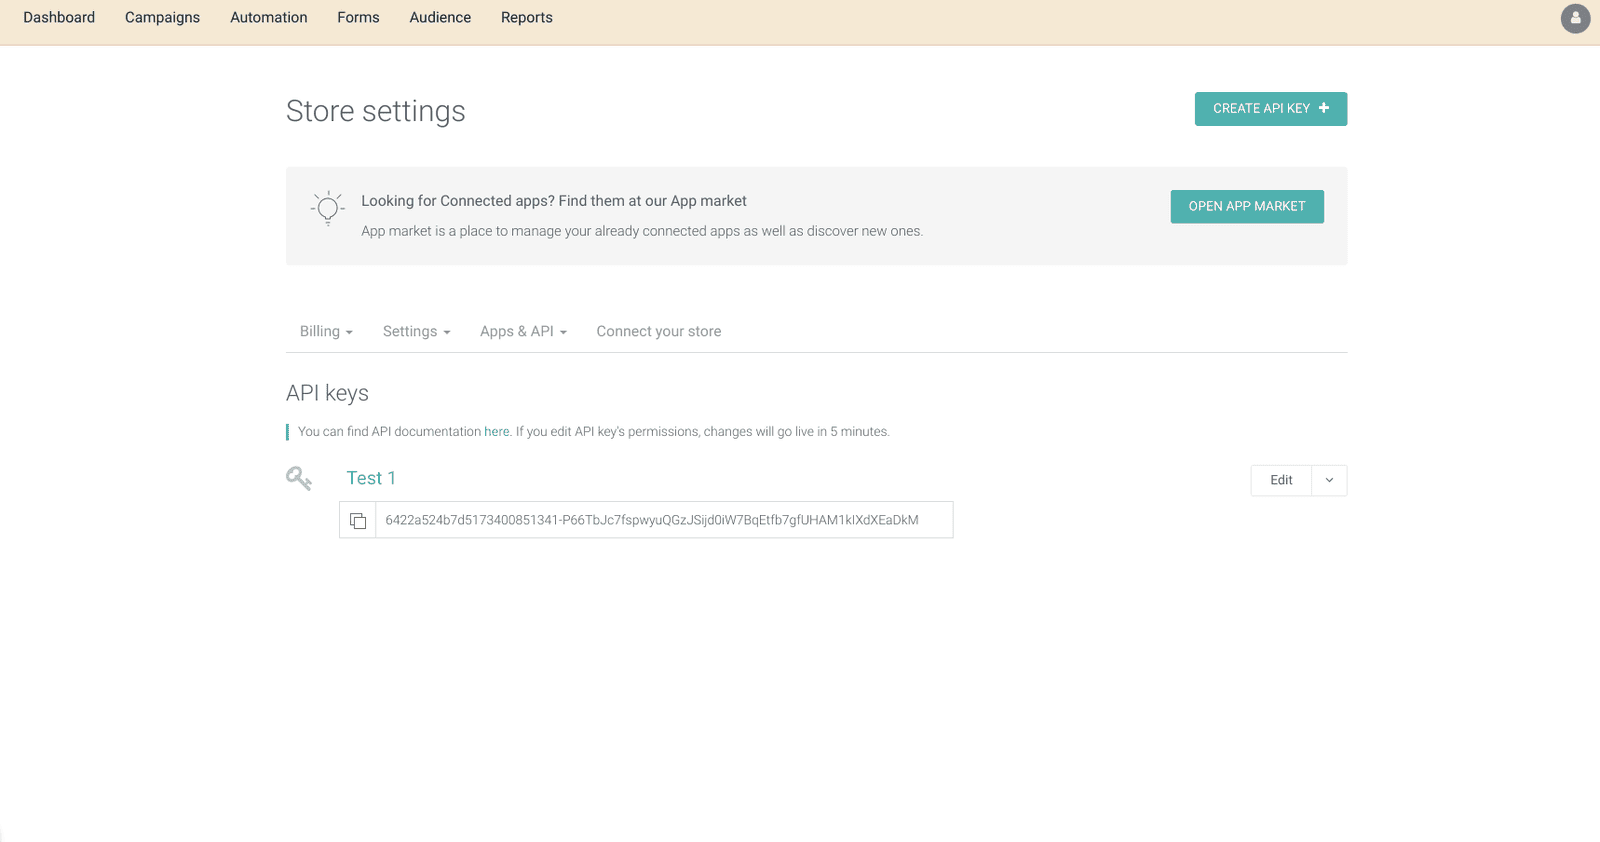 Dashboard Campaigns Automation Forms Audience Reports
Store settings
CREATE API KEY +
Looking for Connected apps? Find them at our App market
App market is a place to manage your already connected apps as well as discover new ones.
OPEN APP MARKET
Billing Settings Apps & API Connect your store
API keys
You can find API documentation here. If you edit API key's permissions, changes will go live in 5 minutes.
Test 1
Edit
6422a524b7d5173400851341-P66TbJc7fspwyuQGzJSijd0iW7BqEtfb7gfUHAM1kIXdXEaDkM